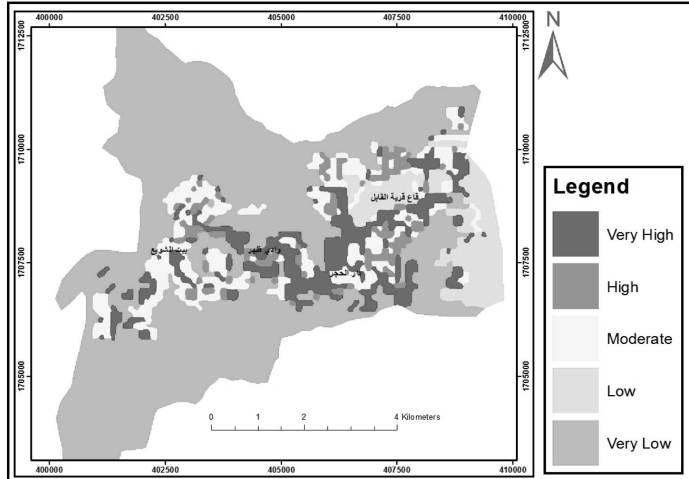 400000 402500 405000 407500 410000
N
1712500 1712500
1710000 1710000
قاع قرية القابل
بيت الشويع
وادي ظهر
دار الحجر
1707500 1707500
1705000 1705000
0 1 2 4 Kilometers
400000 402500 405000 407500 410000
Legend
Very High
High
Moderate
Low
Very Low